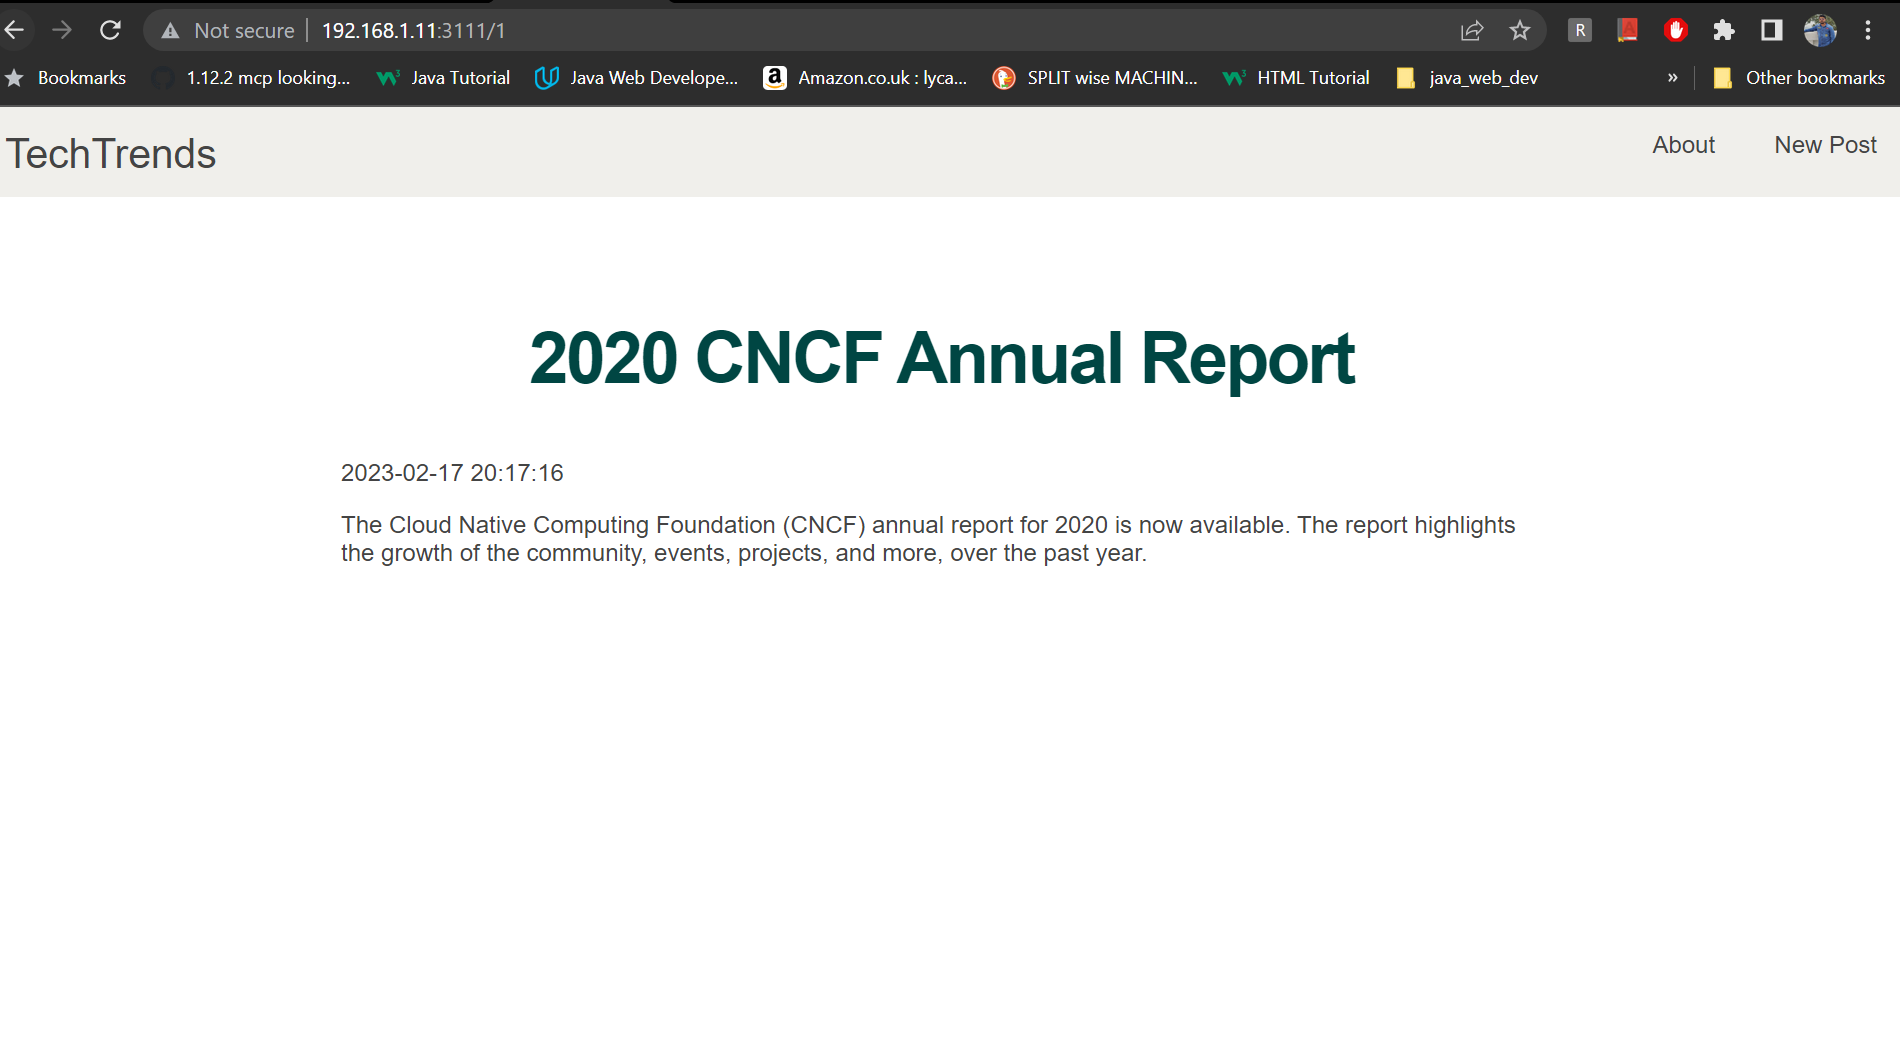 Not secure | 192.168.1.11:3111/1
R
Bookmarks 1.12.2 mcp looking... Java Tutorial Java Web Develope... Amazon.co.uk : lyca... SPLIT wise MACHIN... HTML Tutorial java_web_dev » Other bookmarks
TechTrends About New Post
2020 CNCF Annual Report
2023-02-17 20:17:16
The Cloud Native Computing Foundation (CNCF) annual report for 2020 is now available. The report highlights
the growth of the community, events, projects, and more, over the past year.